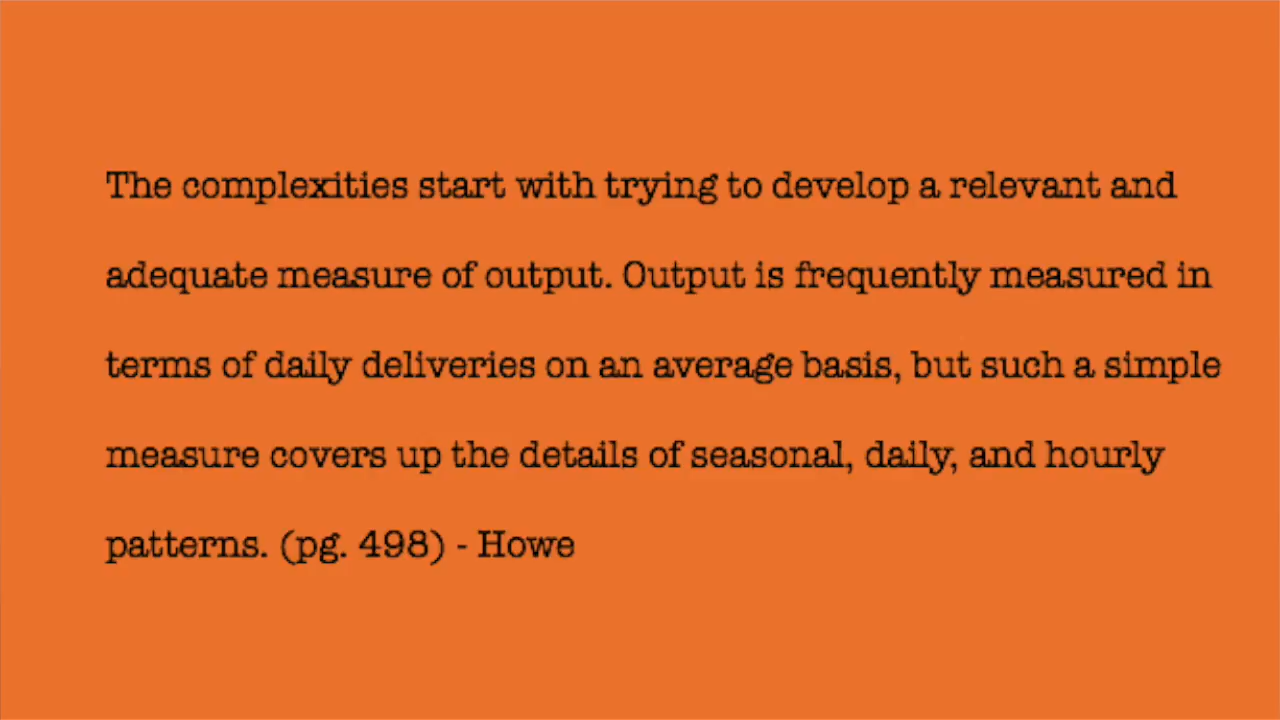 The complexities start with trying to develop a relevant and
adequate measure of output. Output is frequently measured in
terms of daily deliveries on an average basis, but such a simple
measure covers up the details of seasonal, daily, and hourly
patterns. (pg. 498) - Howe